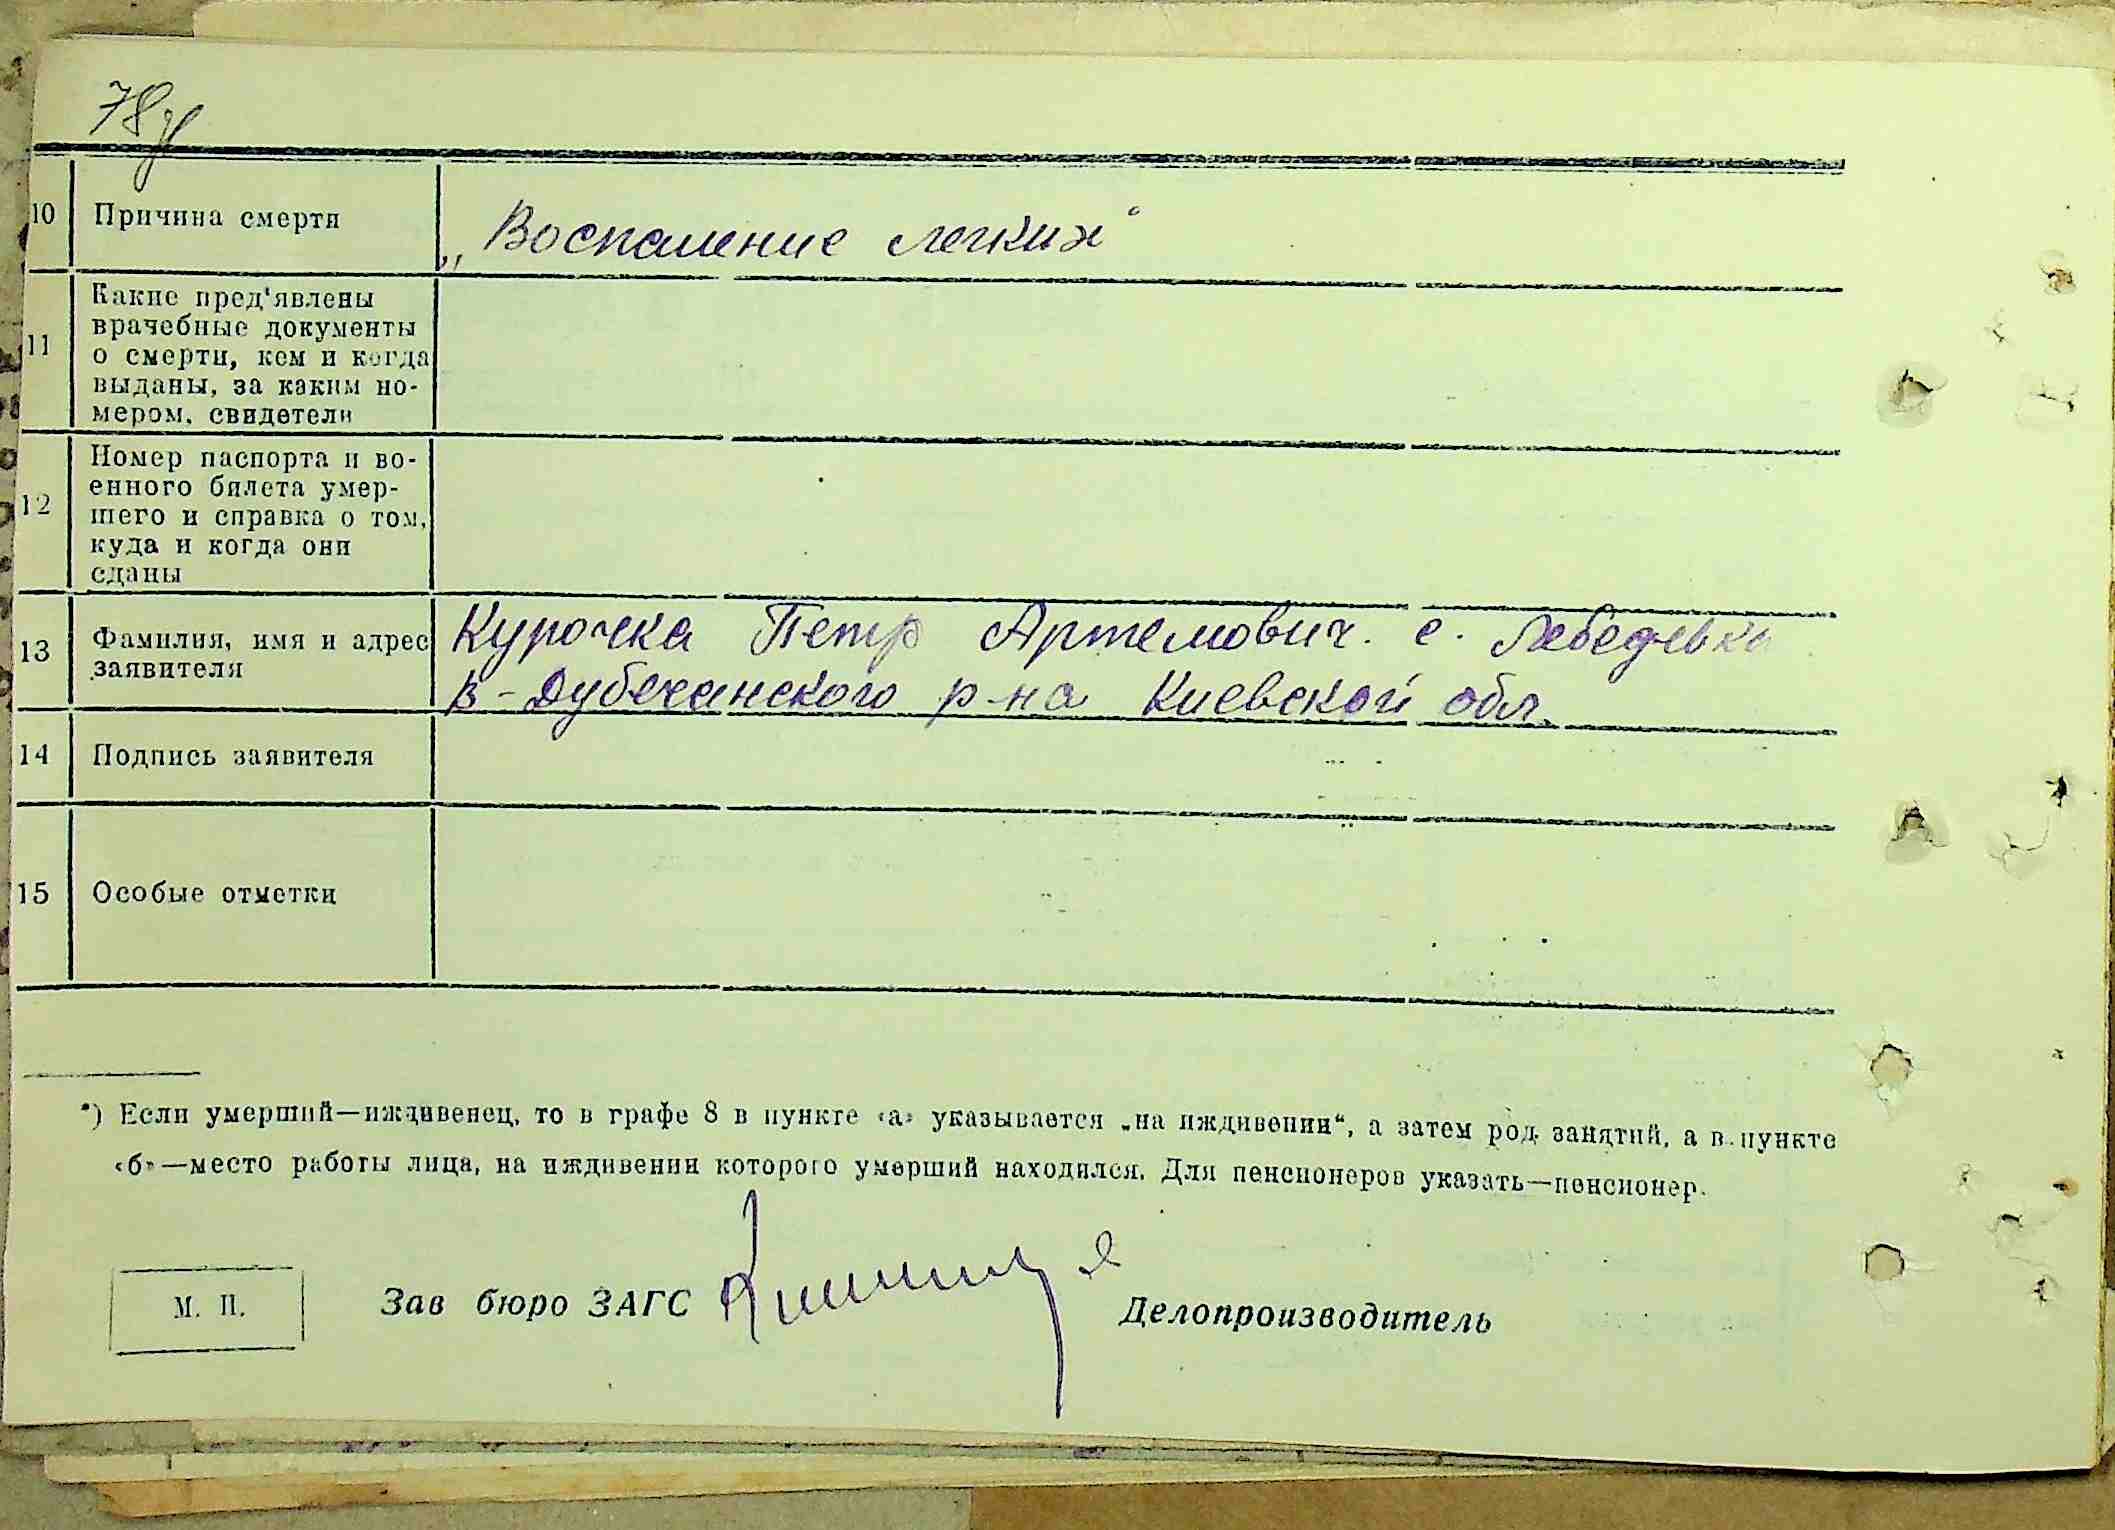 10 Причина смерти „Воспаление легких“
11 Какие пред'явлены
врачебные документы
о смерти, кем и когда
выданы, за каким но-
мером, свидетели
12 Номер паспорта и во-
енного билета умер-
шего и справка о том,
куда и когда они
сданы
13 Фамилия, имя и адрес
заявителя
Курочка Петр Артемович. с. Лебедевка
В-Дубечанского р-на Киевской обл.
14 Подпись заявителя
15 Особые отметки
*) Если умерший—иждивенец, то в графе 8 в пункте «а» указывается „на иждивении“, а затем род занятий, а в пункте
«б»—место работы лица, на иждивении которого умерший находился. Для пенсионеров указать—пенсионер.
М. П. Зав бюро ЗАГС Делопроизводитель